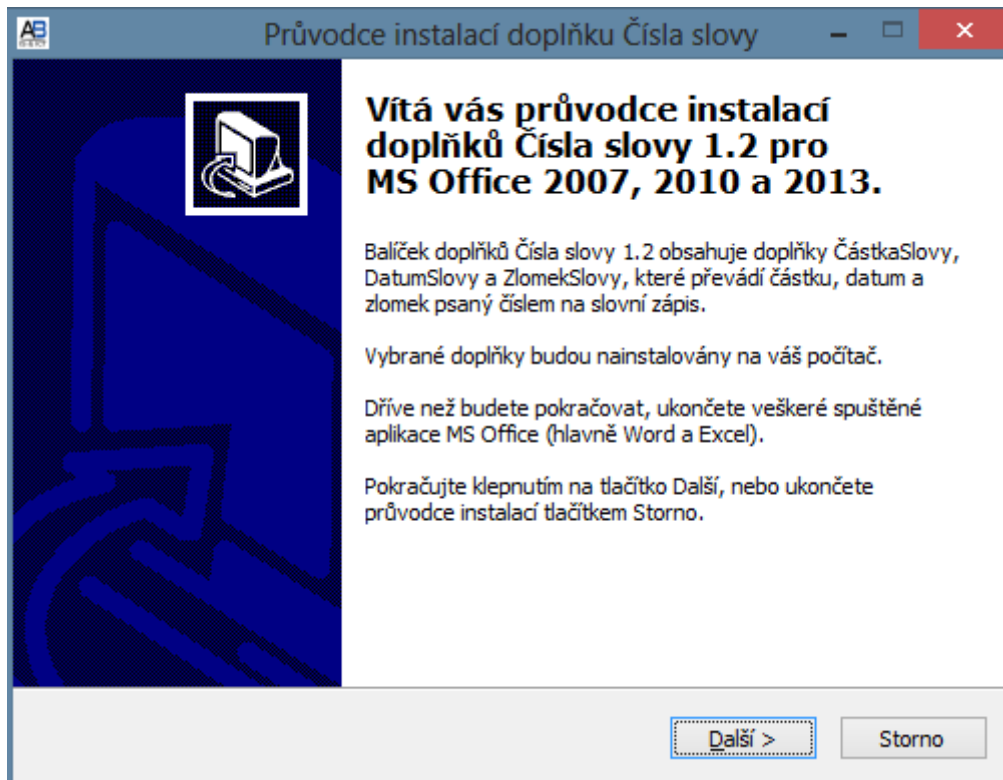 AB
Průvodce instalací doplňku Čísla slovy
Vítá vás průvodce instalací
doplňků Čísla slovy 1.2 pro
MS Office 2007, 2010 a 2013.
Balíček doplňků Čísla slovy 1.2 obsahuje doplňky ČástkaSlovy,
DatumSlovy a ZlomekSlovy, které převádí částku, datum a
zlomek psaný číslem na slovní zápis.
Vybrané doplňky budou nainstalovány na váš počítač.
Dříve než budete pokračovat, ukončete veškeré spuštěné
aplikace MS Office (hlavně Word a Excel).
Pokračujte klepnutím na tlačítko Další, nebo ukončete
průvodce instalací tlačítkem Storno.
Další >
Storno